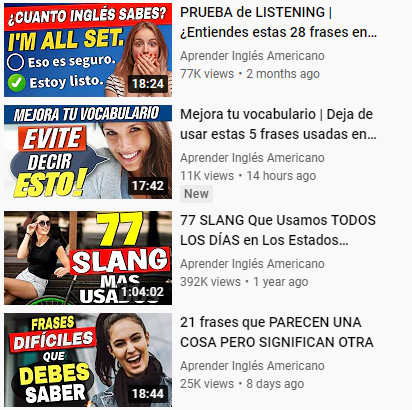 ¿CUANTO INGLÉS SABES?
I'M ALL SET.
Eso es seguro.
Estoy listo.
18:24
PRUEBA de LISTENING |
¿Entiendes estas 28 frases en...
Aprender Inglés Americano
77K views • 2 months ago
MEJORA TU VOCABULARIO
EVITE
DECIR
ESTO!
17:42
Mejora tu vocabulario | Deja de
usar estas 5 frases usadas en...
Aprender Inglés Americano
11K views • 14 hours ago
New
77
SLANG
MAS
USADOS
1:04:02
77 SLANG Que Usamos TODOS
LOS DÍAS en Los Estados...
Aprender Inglés Americano
392K views • 1 year ago
FRASES
DIFÍCILES
QUE
DEBES
SABER
18:44
21 frases que PARECEN UNA
COSA PERO SIGNIFICAN OTRA
Aprender Inglés Americano
25K views • 8 days ago